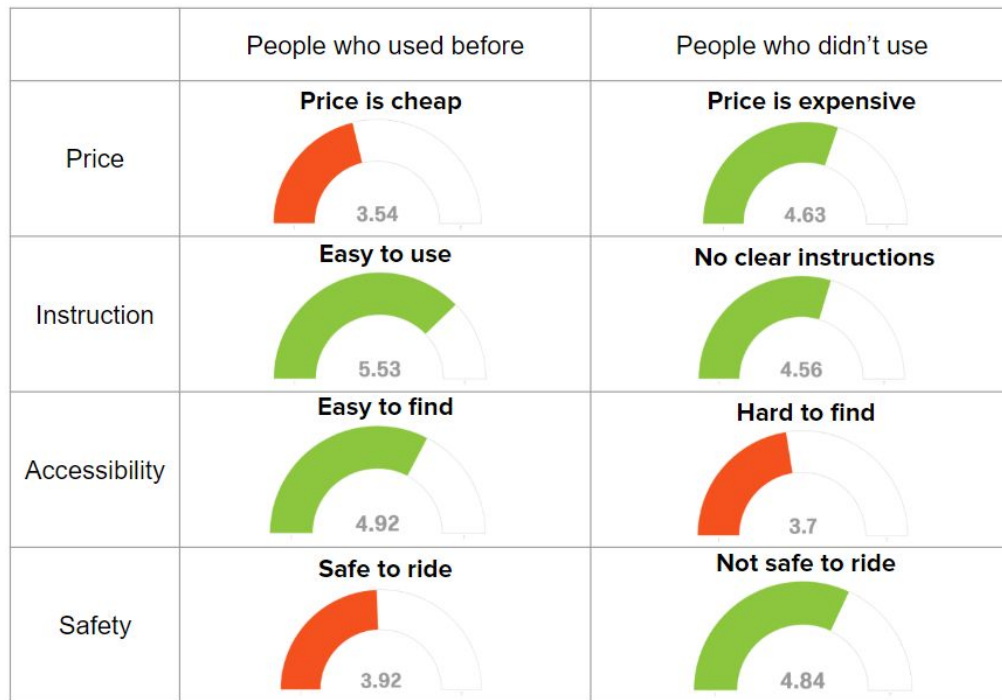 People who used before
People who didn’t use
Price
Price is cheap
3.54
Price is expensive
4.63
Instruction
Easy to use
5.53
No clear instructions
4.56
Accessibility
Easy to find
4.92
Hard to find
3.7
Safety
Safe to ride
3.92
Not safe to ride
4.84